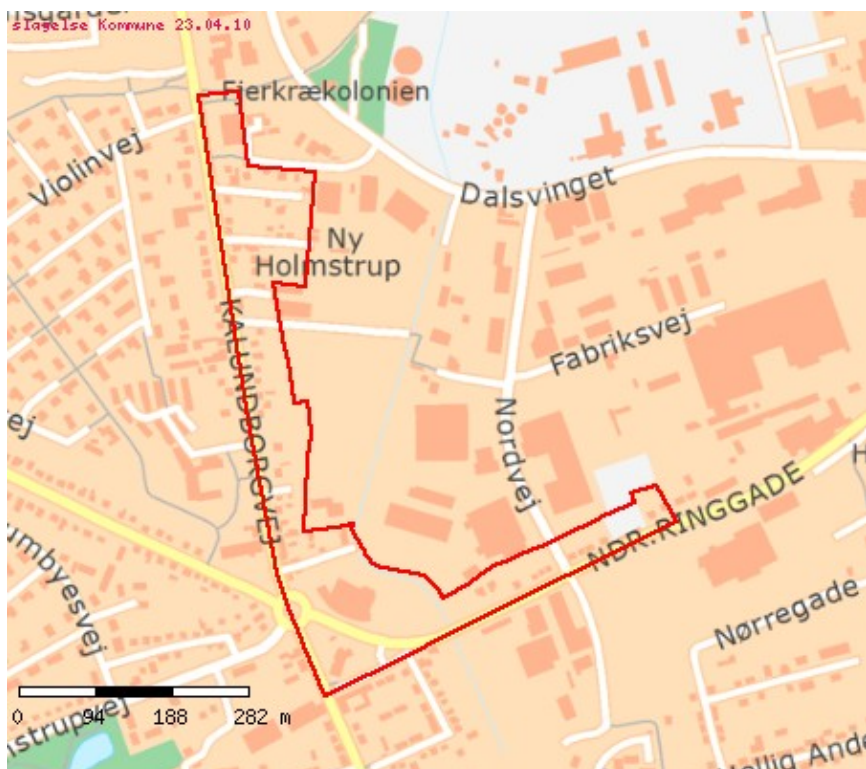 slagelse Kommune 23.04.10
Fjerkrækolonien
Violinvej
Dalsvinget
Ny
Holmstrup
KALUNDBORGVEJ
Fabriksvej
Nordvej
NDR.RINGGADE
Nørregade
0 94 188 282 m